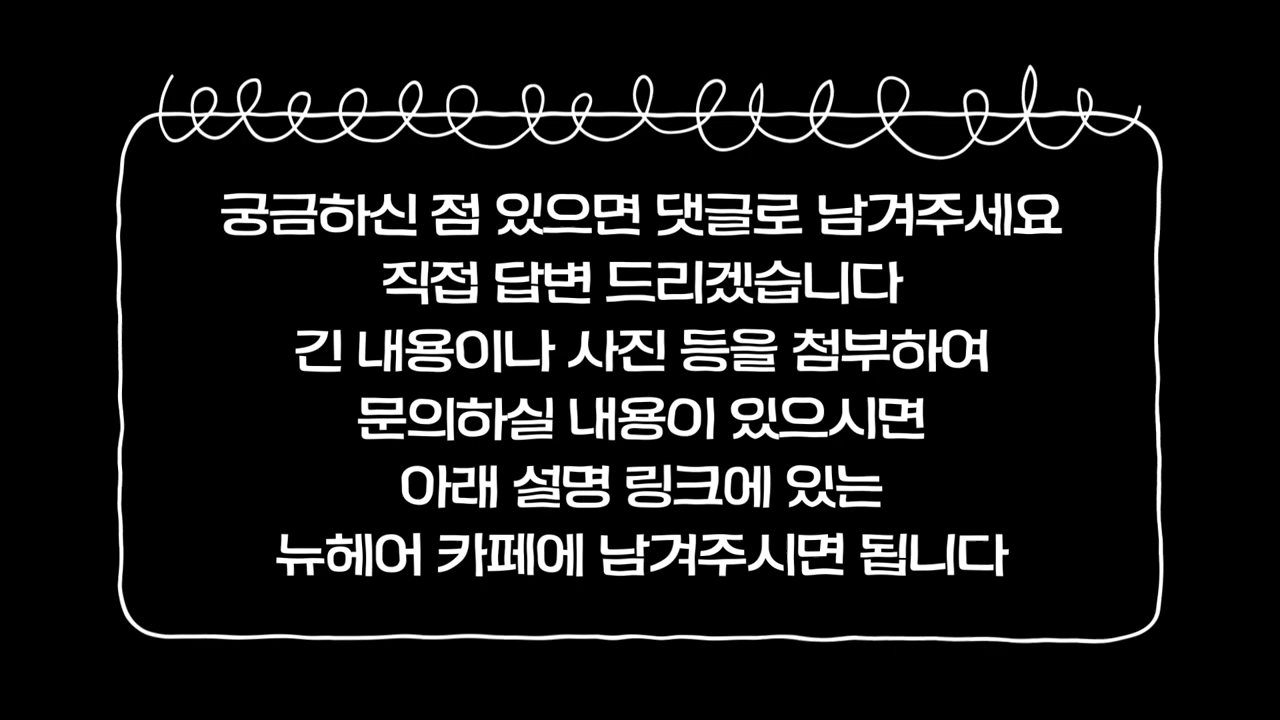 궁금하신 점 있으면 댓글로 남겨주세요
직접 답변 드리겠습니다
긴 내용이나 사진 등을 첨부하여
문의하실 내용이 있으시면
아래 설명 링크에 있는
뉴헤어 카페에 남겨주시면 됩니다